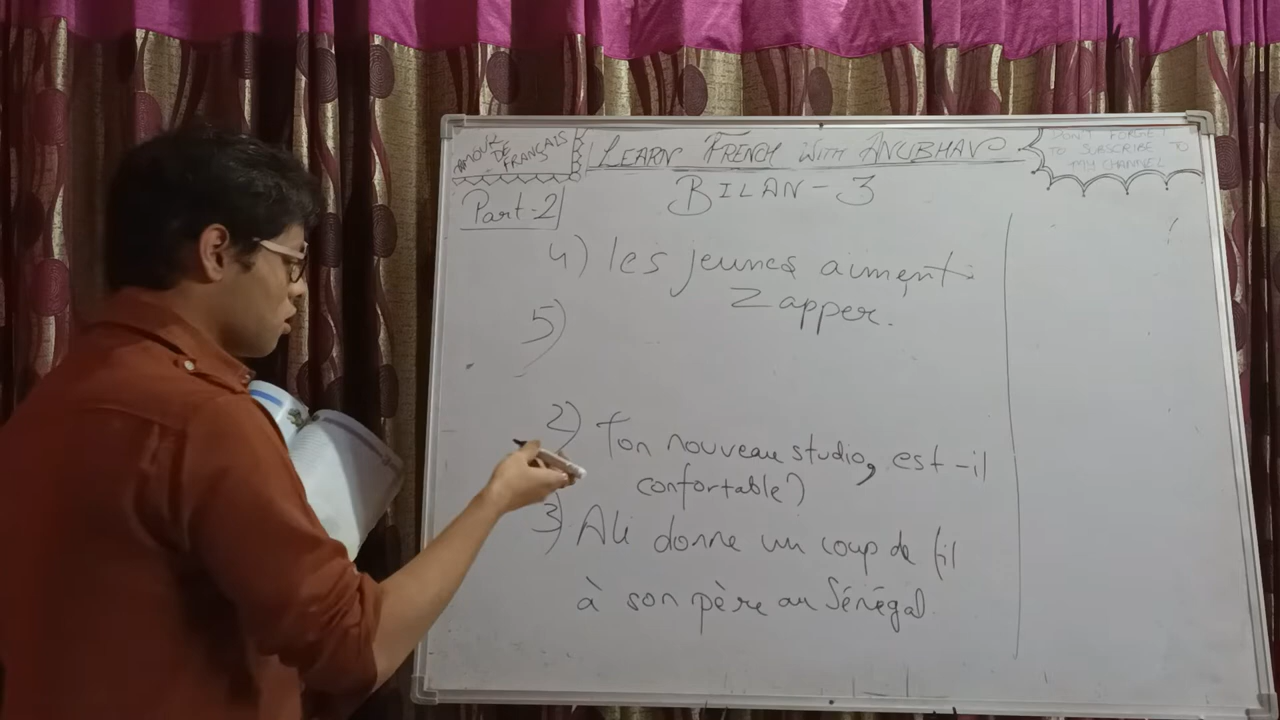 AMOUR DE FRANÇAIS
LEARN FRENCH WITH ANUBHAV
DON'T FORGET
TO SUBSCRIBE TO
MY CHANNEL
Part-2
BILAN-3
4) les jeunes aiment
Zapper.
5)
2) Ton nouveau studio, est-il
confortable?
3) Ali donne un coup de fil
à son père au Sénégal.